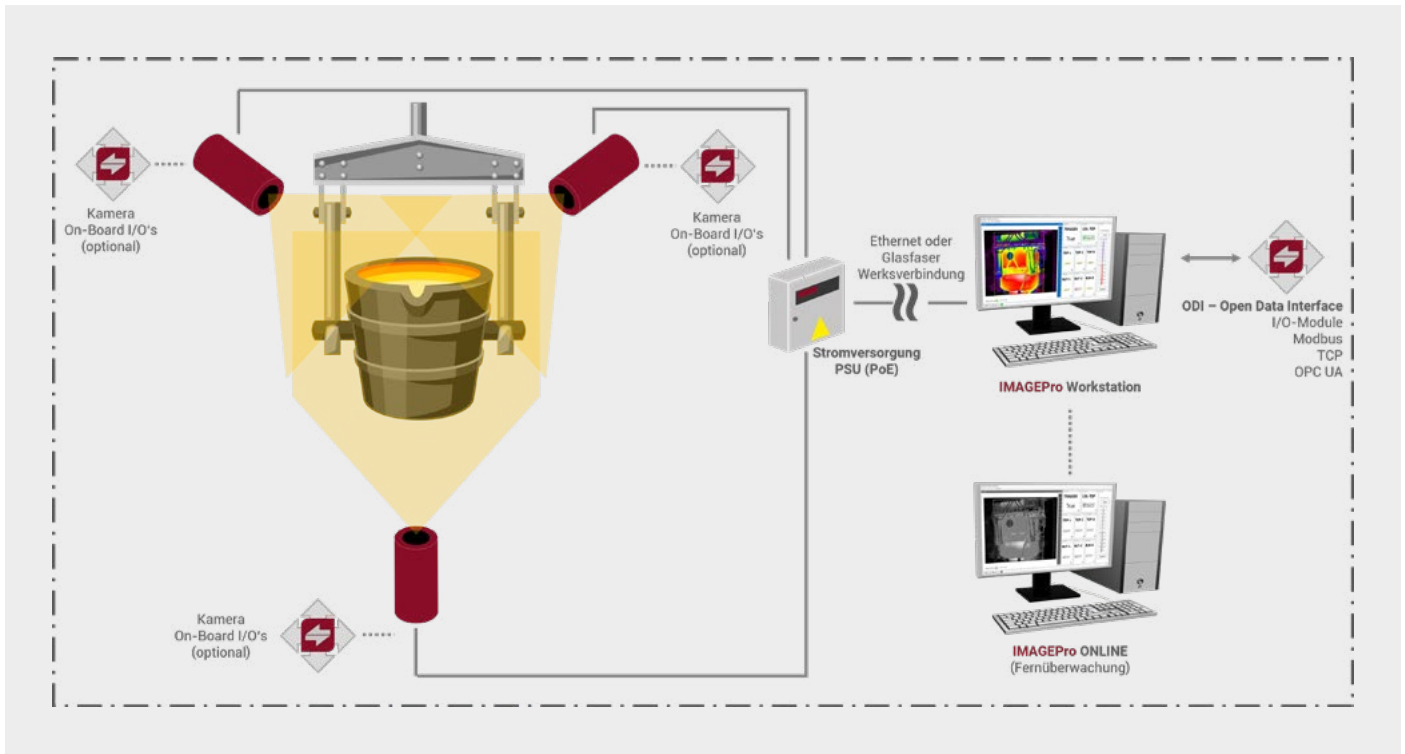 Kamera
On-Board I/O's
(optional)
Kamera
On-Board I/O's
(optional)
Ethernet oder
Glasfaser
Werksverbindung
Stromversorgung
PSU (PoE)
IMAGEPro Workstation
ODI – Open Data Interface
I/O-Module
Modbus
TCP
OPC UA
Kamera
On-Board I/O's
(optional)
IMAGEPro ONLINE
(Fernüberwachung)